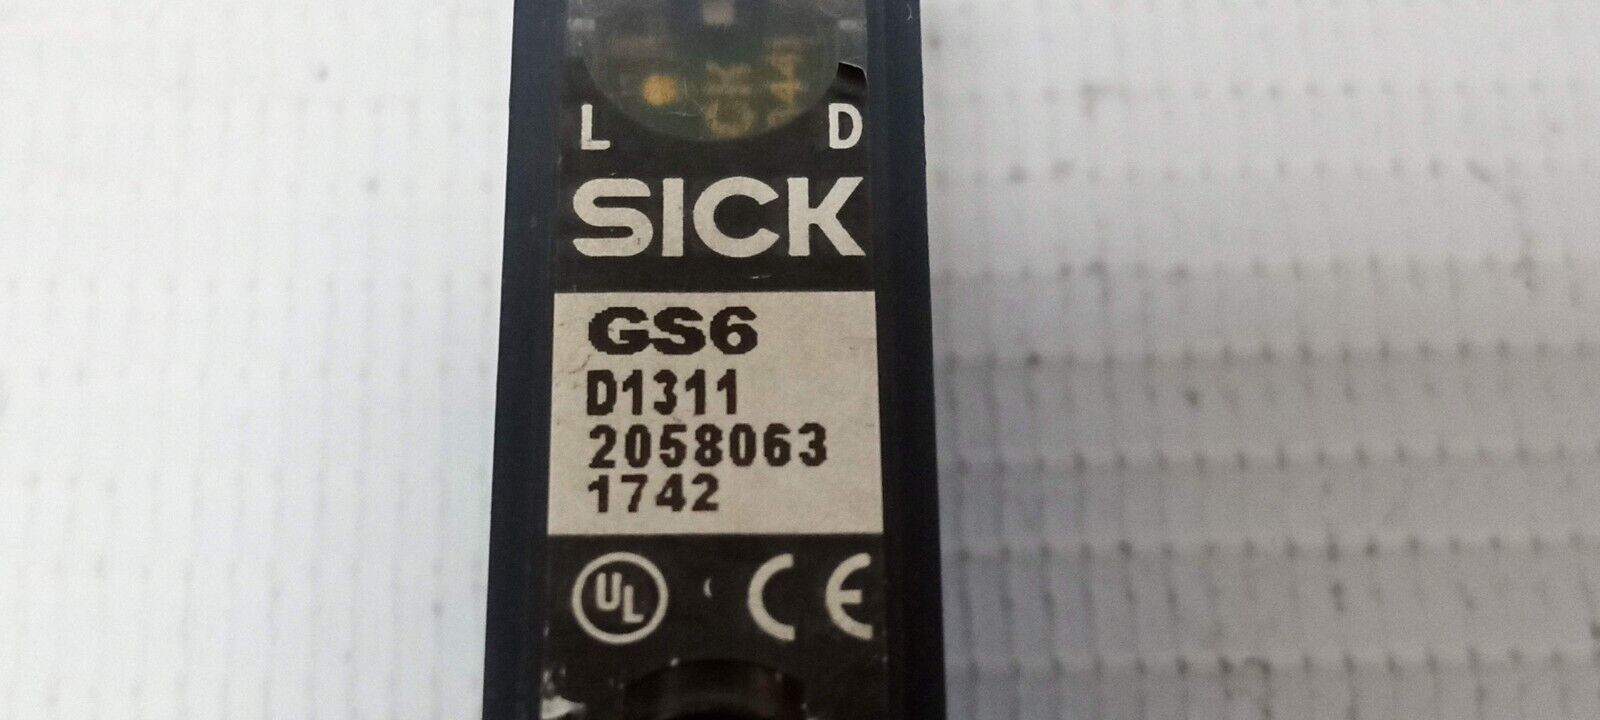 L D
SICK
GS6
D1311
2058063
1742
UL CE